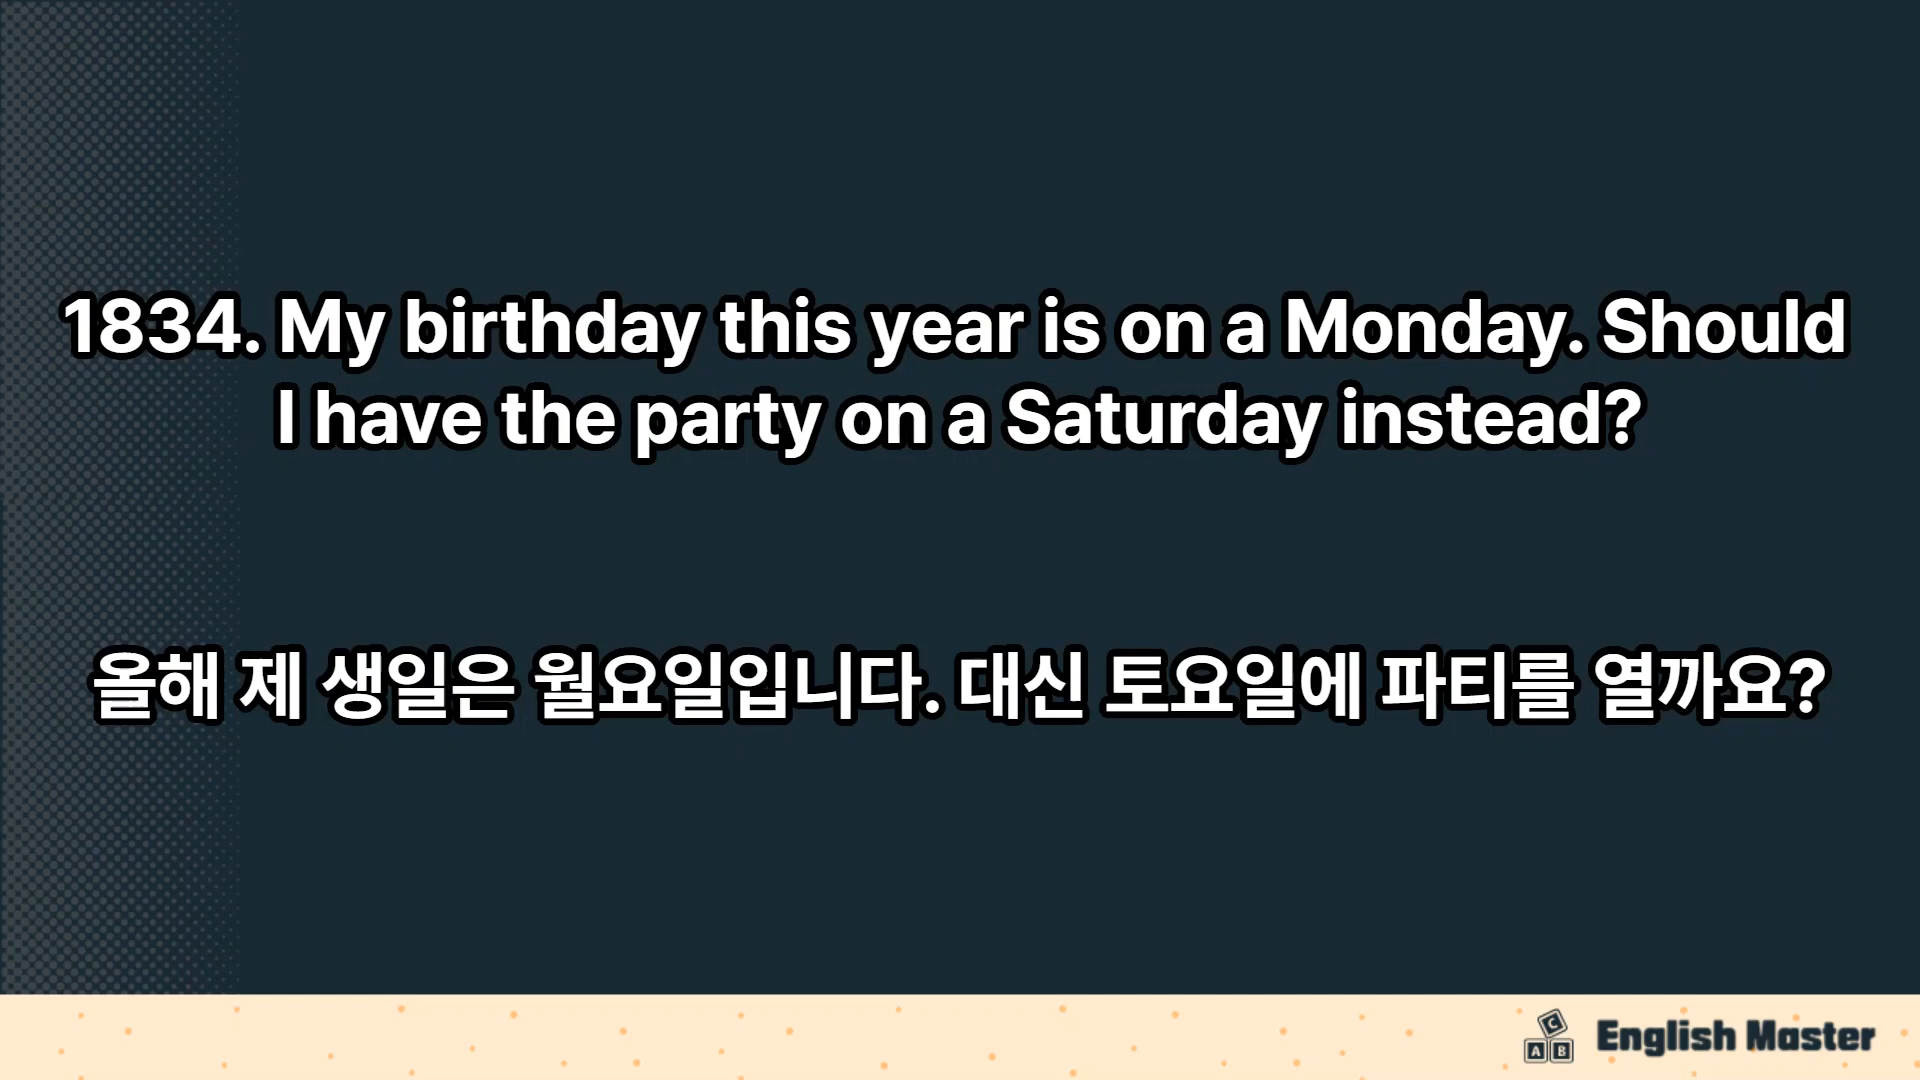 1834. My birthday this year is on a Monday. Should
I have the party on a Saturday instead?
올해 제 생일은 월요일입니다. 대신 토요일에 파티를 열까요?
C
A B
English Master